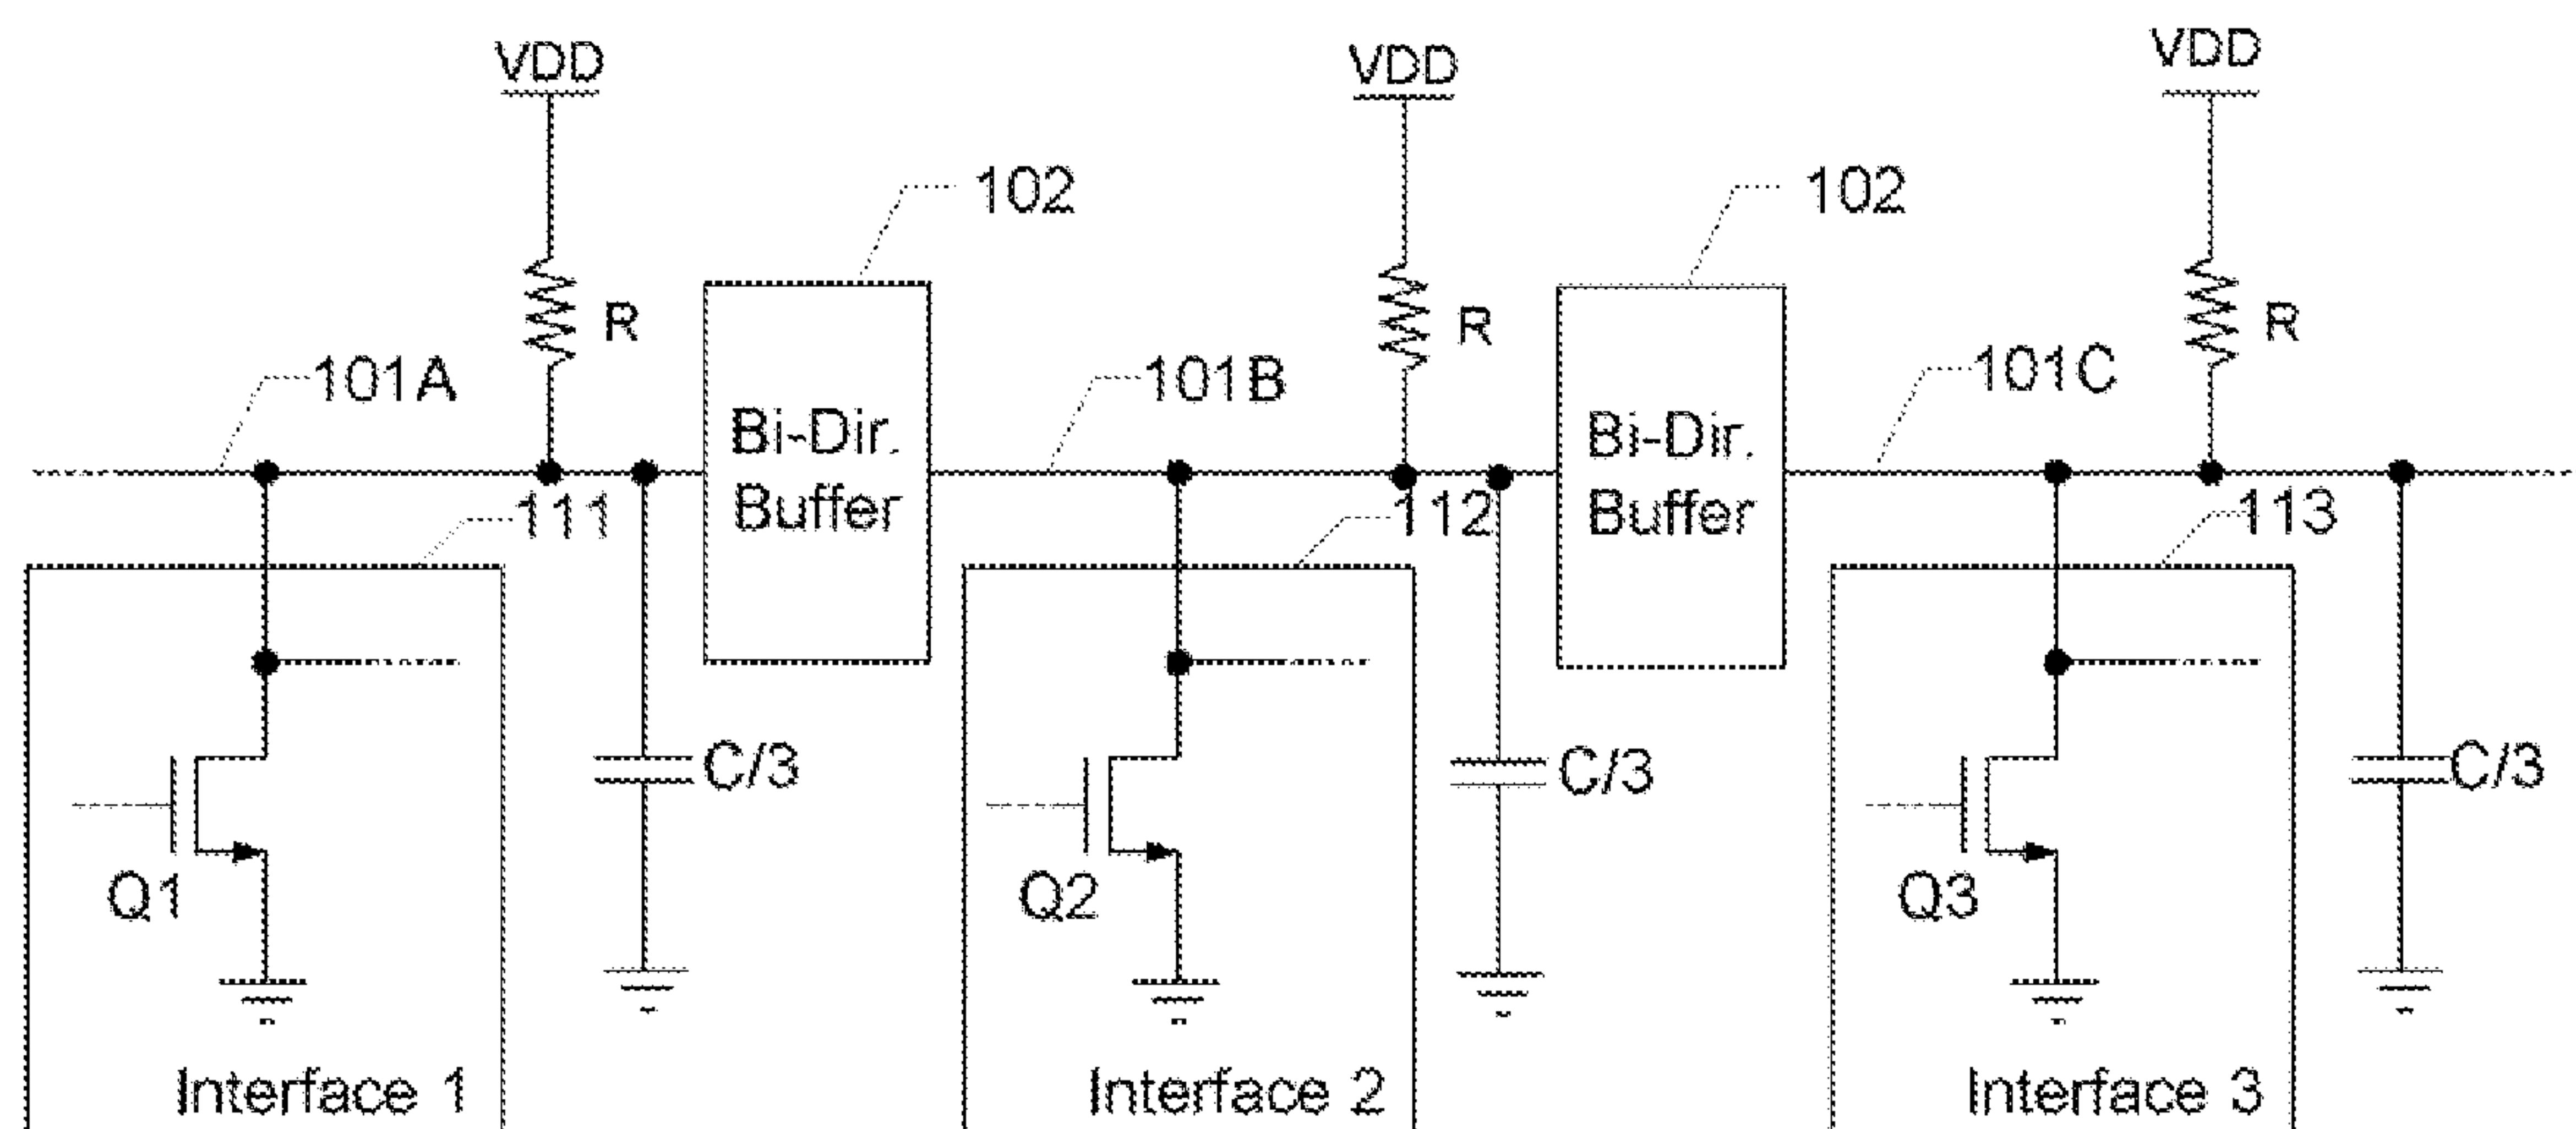 VDD
VDD
VDD
102
102
R
R
R
101A
101B
101C
Bi-Dir.
Buffer
Bi-Dir.
Buffer
111
112
113
C/3
C/3
C/3
Q1
Q2
Q3
Interface 1
Interface 2
Interface 3